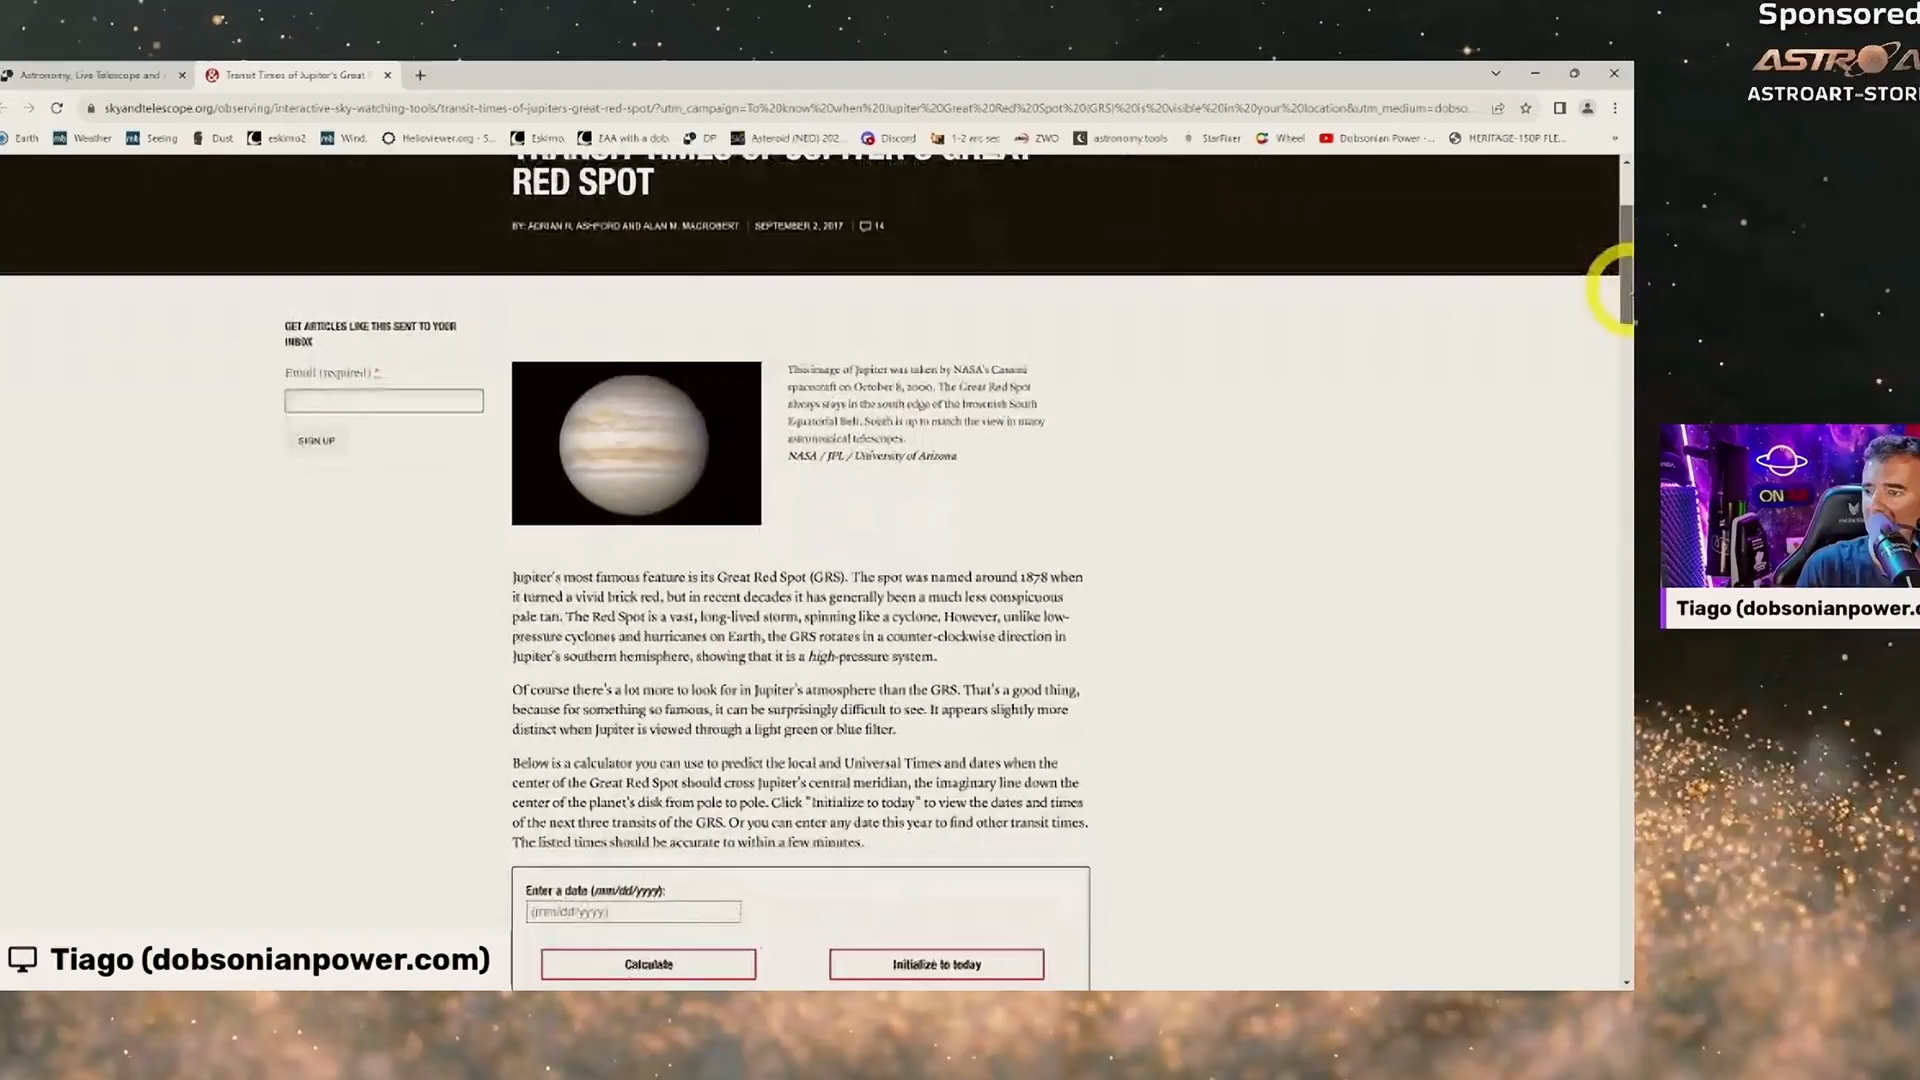 Sponsored
ASTROART-STOR
Astronomy, Live Telescope and
Transit Times of Jupiter's Great
skyandtelescope.org/observing/interactive-sky-watching-tools/transit-times-of-jupiters-great-red-spot/?utm_campaign=To%20know%20when%20Jupiter%20Great%20Red%20Spot%20(GRS)%20is%20visible%20in%20your%20location&utm_medium=dobso...
Earth Weather Seeing Dust eskimo2 Wind. Helioviewer.org - S... Eskimo. EAA with a dob. DP Asteroid (NEO) 202... Discord 1-2 arc sec ZWO astronomy.tools StarFixer Wheel Dobsonian Power -... HERITAGE-150P FLE...
TRANSIT TIMES OF JUPITER'S GREAT
RED SPOT
BY: ADRIAN R. ASHFORD AND ALAN M. MACROBERT SEPTEMBER 2, 2017 14
GET ARTICLES LIKE THIS SENT TO YOUR
INBOX
Email (required) *
SIGN UP
This image of Jupiter was taken by NASA's Cassini
spacecraft on October 8, 2000. The Great Red Spot
always stays in the south edge of the brownish South
Equatorial Belt. South is up to match the view in many
astronomical telescopes.
NASA / JPL / University of Arizona
Jupiter's most famous feature is its Great Red Spot (GRS). The spot was named around 1878 when
it turned a vivid brick red, but in recent decades it has generally been a much less conspicuous
pale tan. The Red Spot is a vast, long-lived storm, spinning like a cyclone. However, unlike low-
pressure cyclones and hurricanes on Earth, the GRS rotates in a counter-clockwise direction in
Jupiter's southern hemisphere, showing that it is a high-pressure system.
Of course there's a lot more to look for in Jupiter's atmosphere than the GRS. That's a good thing,
because for something so famous, it can be surprisingly difficult to see. It appears slightly more
distinct when Jupiter is viewed through a light green or blue filter.
Below is a calculator you can use to predict the local and Universal Times and dates when the
center of the Great Red Spot should cross Jupiter's central meridian, the imaginary line down the
center of the planet's disk from pole to pole. Click "Initialize to today" to view the dates and times
of the next three transits of the GRS. Or you can enter any date this year to find other transit times.
The listed times should be accurate to within a few minutes.
Enter a date (mm/dd/yyyy):
(mm/dd/yyyy)
Calculate Initialize to today
ON
Tiago (dobsonianpower.c
Tiago (dobsonianpower.com)